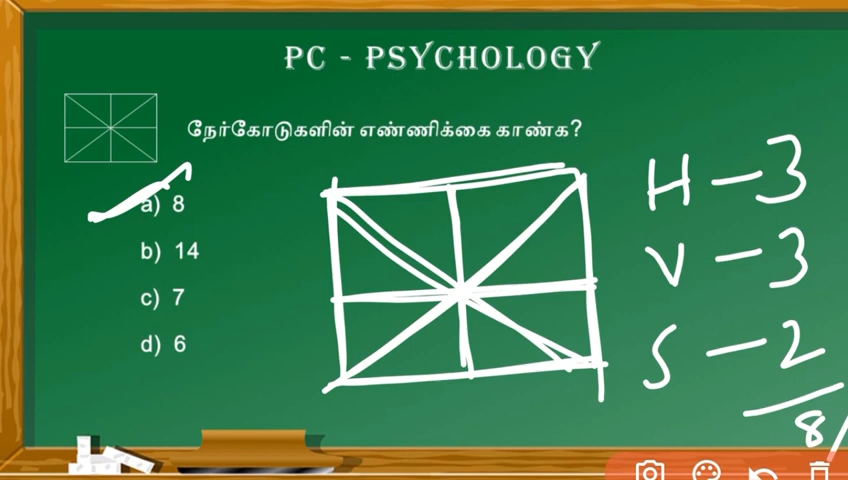 PC - PSYCHOLOGY
நேர்கோடுகளின் எண்ணிக்கை காண்க?
a) 8
b) 14
c) 7
d) 6
H - 3
V - 3
S - 2
8